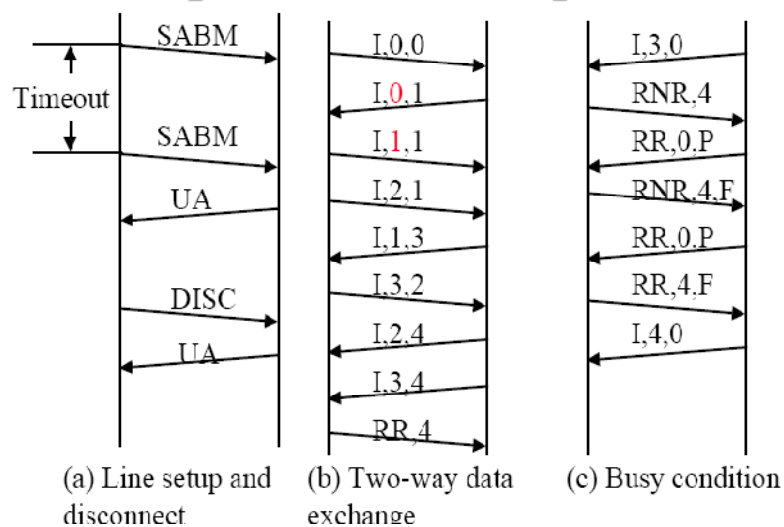 SABM
Timeout
SABM
UA
DISC
UA
(a) Line setup and
disconnect
I,0,0
I,0,1
I,1,1
I,2,1
I,1,3
I,3,2
I,2,4
I,3,4
RR,4
(b) Two-way data
exchange
I,3,0
RNR,4
RR,0,P
RNR,4,F
RR,0,P
RR,4,F
I,4,0
(c) Busy condition